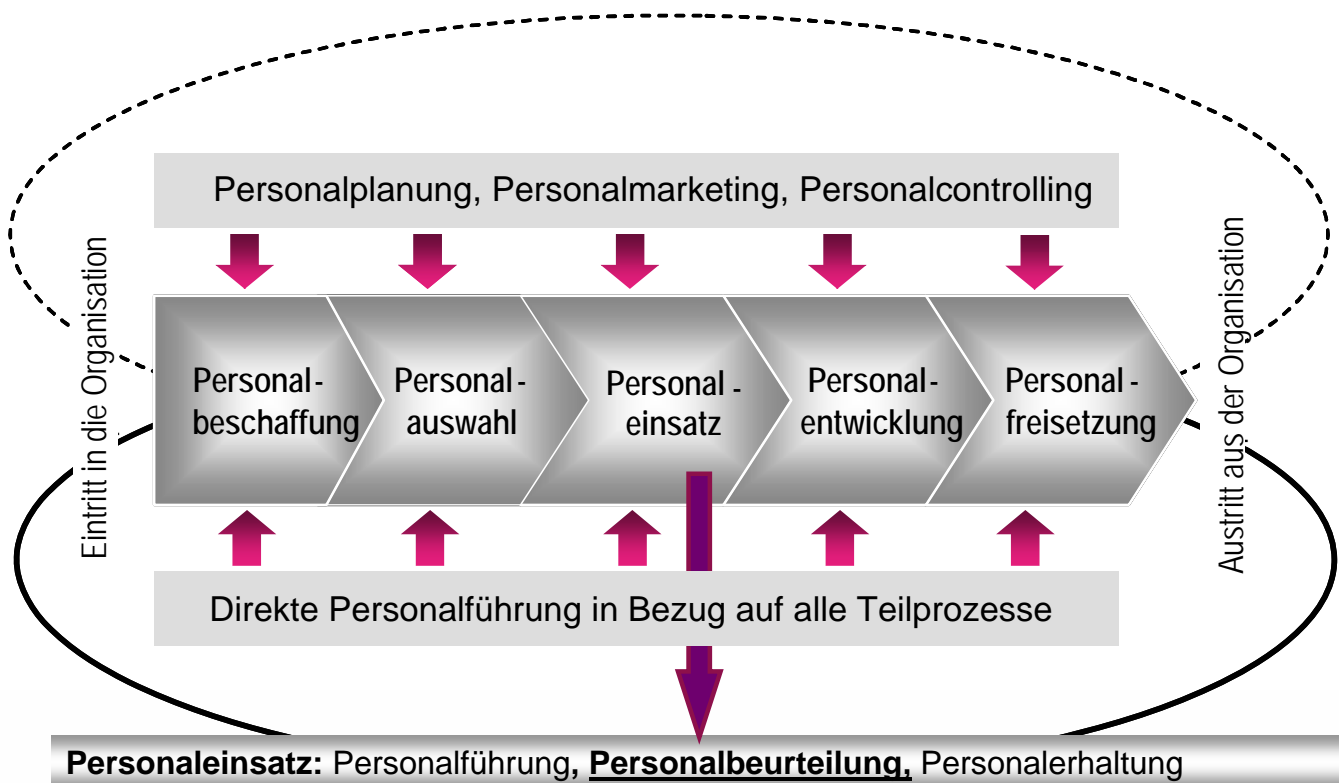 Personalplanung, Personalmarketing, Personalcontrolling
Eintritt in die Organisation
Personal-
beschaffung
Personal-
auswahl
Personal-
einsatz
Personal-
entwicklung
Personal-
freisetzung
Austritt aus der Organisation
Direkte Personalführung in Bezug auf alle Teilprozesse
Personaleinsatz: Personalführung, Personalbeurteilung, Personalerhaltung